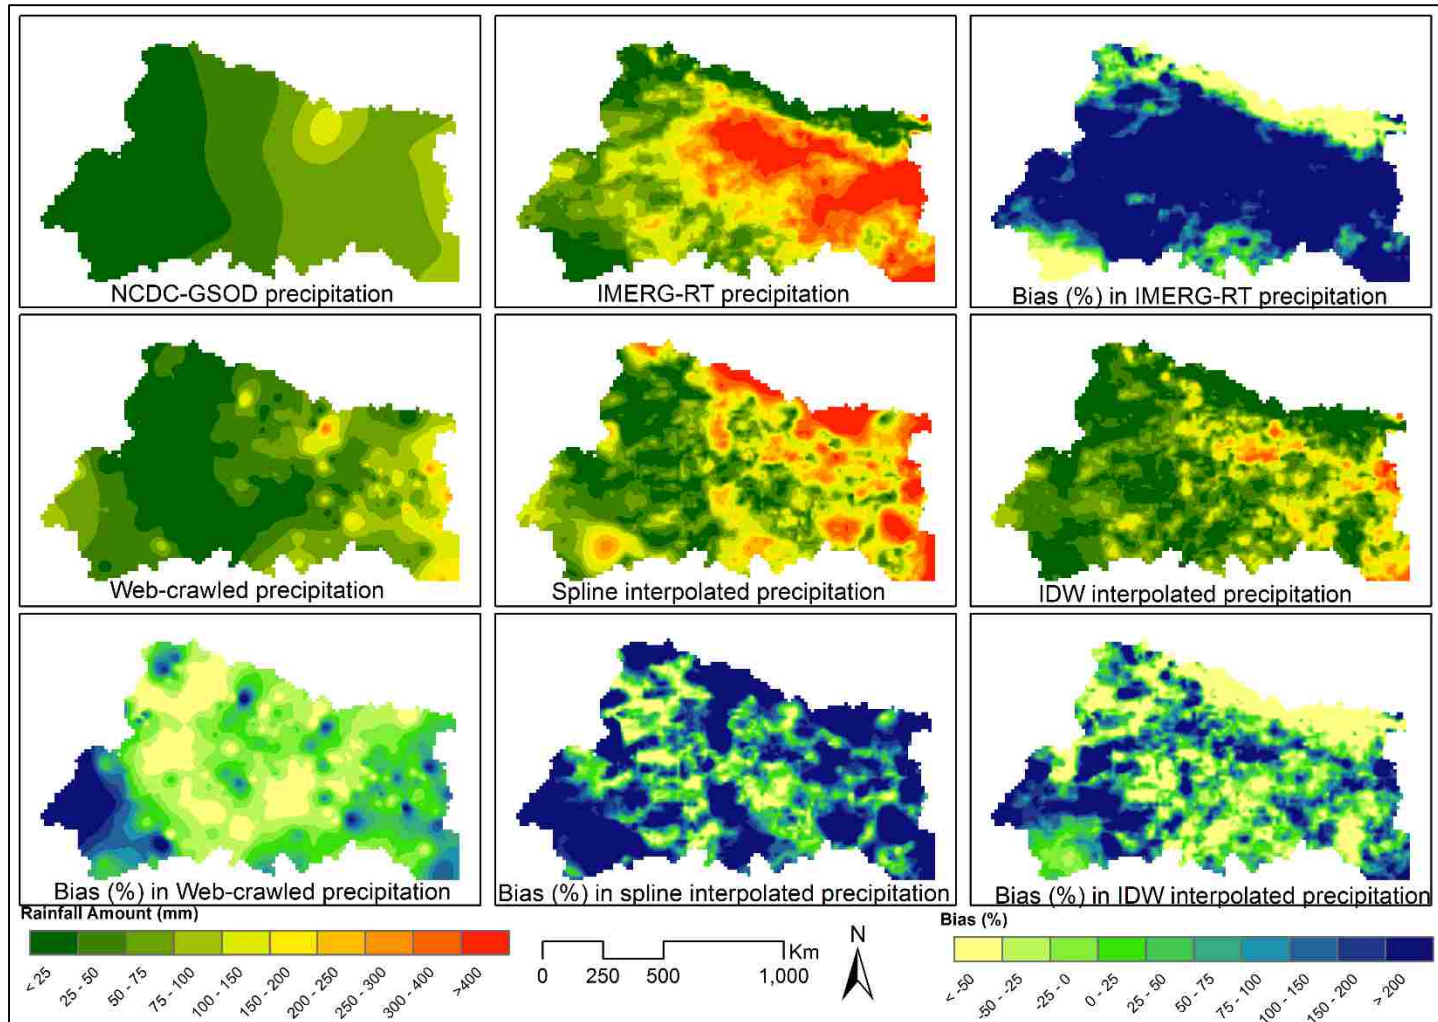 NCDC-GSOD precipitation
IMERG-RT precipitation
Bias (%) in IMERG-RT precipitation
Web-crawled precipitation
Spline interpolated precipitation
IDW interpolated precipitation
Bias (%) in Web-crawled precipitation
Bias (%) in spline interpolated precipitation
Bias (%) in IDW interpolated precipitation
Rainfall Amount (mm)
< 25
25 - 50
50 - 75
75 - 100
100 - 150
150 - 200
200 - 250
250 - 300
300 - 400
>400
Km
0 250 500 1,000
N
Bias (%)
< -50
-50 - -25
-25 - 0
0 - 25
25 - 50
50 - 75
75 - 100
100 - 150
150 - 200
> 200